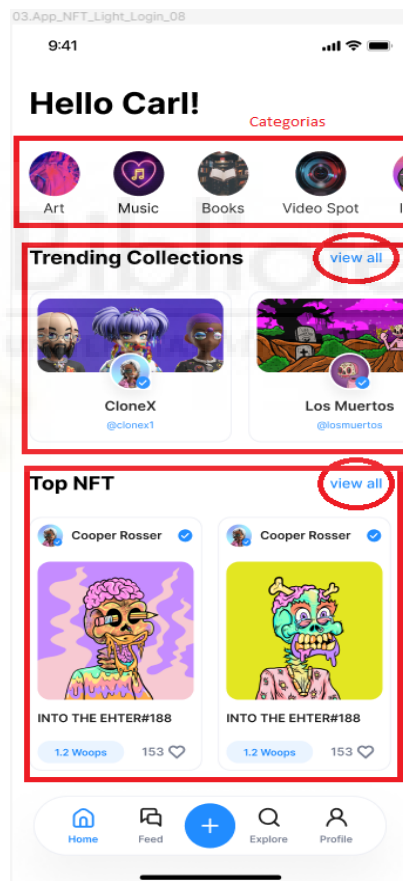 03.App_NFT_Light_Login_08
9:41
Hello Carl!
Categorias
Art Music Books Video Spot
Trending Collections view all
CloneX Los Muertos
@clonex1 @losmuertos
Top NFT view all
Cooper Rosser Cooper Rosser
INTO THE EHTER#188 INTO THE EHTER#188
1.2 Woops 153 1.2 Woops 153
Home Feed Explore Profile